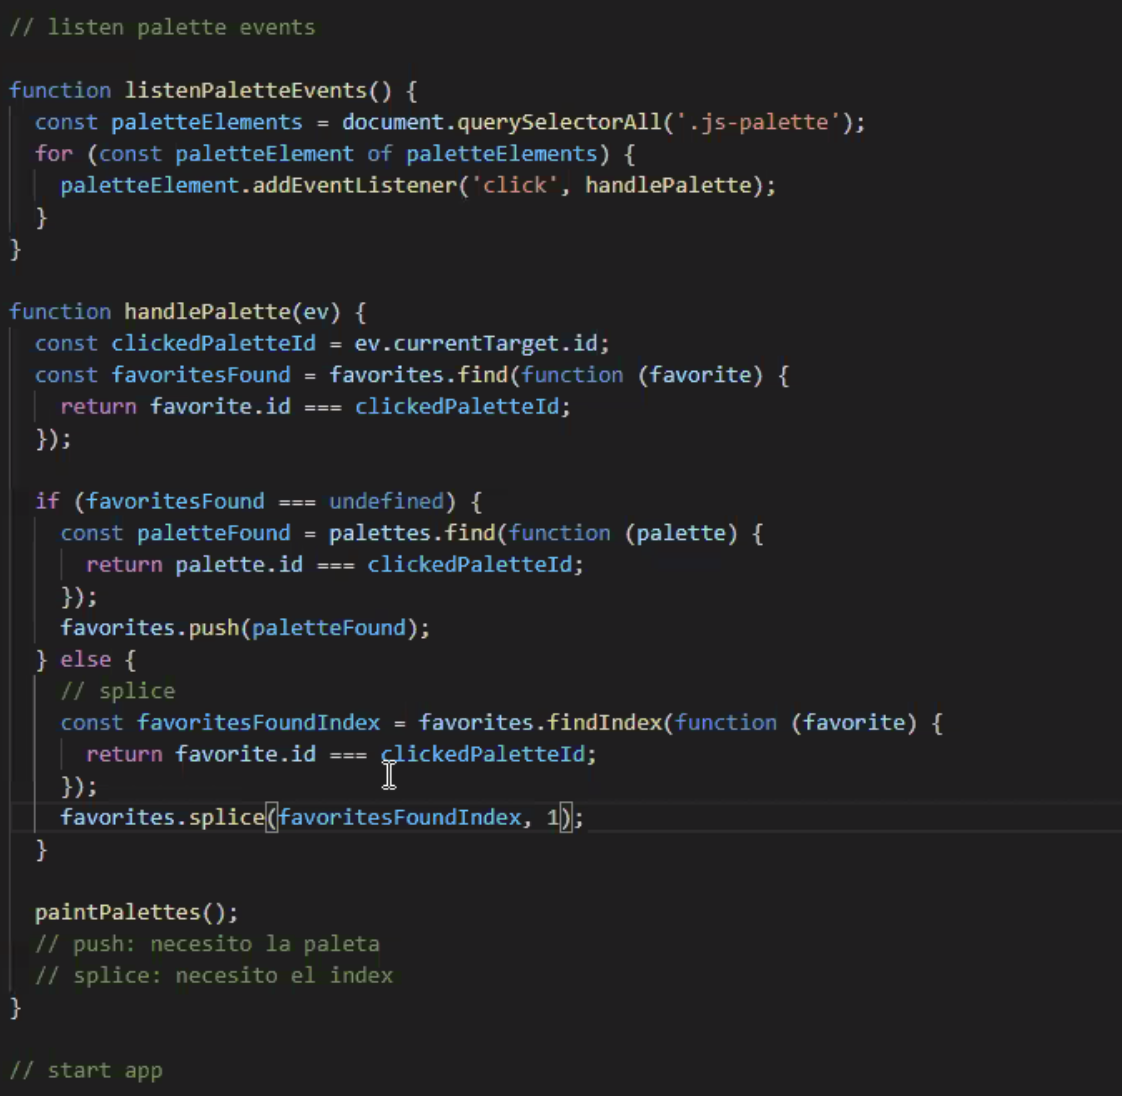 // listen palette events
function listenPaletteEvents() {
const paletteElements = document.querySelectorAll('.js-palette');
for (const paletteElement of paletteElements) {
paletteElement.addEventListener('click', handlePalette);
}
}
function handlePalette(ev) {
const clickedPaletteId = ev.currentTarget.id;
const favoritesFound = favorites.find(function (favorite) {
return favorite.id === clickedPaletteId;
});
if (favoritesFound === undefined) {
const paletteFound = palettes.find(function (palette) {
return palette.id === clickedPaletteId;
});
favorites.push(paletteFound);
} else {
// splice
const favoritesFoundIndex = favorites.findIndex(function (favorite) {
return favorite.id === clickedPaletteId;
});
favorites.splice(favoritesFoundIndex, 1);
}
paintPalettes();
// push: necesito la paleta
// splice: necesito el index
}
// start app